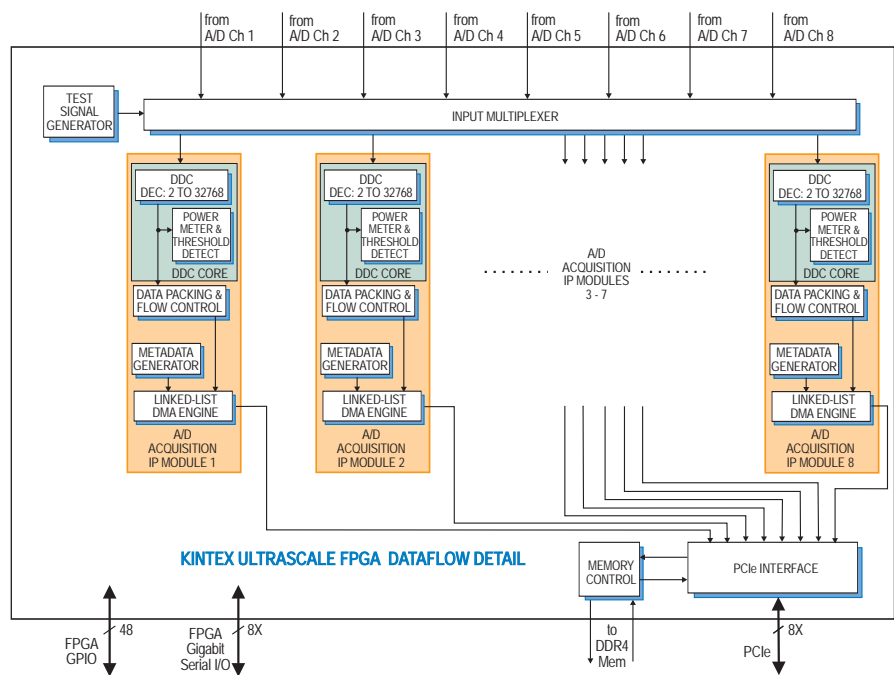 from
A/D Ch 1
from
A/D Ch 2
from
A/D Ch 3
from
A/D Ch 4
from
A/D Ch 5
from
A/D Ch 6
from
A/D Ch 7
from
A/D Ch 8
TEST
SIGNAL
GENERATOR
INPUT MULTIPLEXER
DDC
DEC: 2 TO 32768
POWER
METER &
THRESHOLD
DETECT
DDC CORE
DATA PACKING &
FLOW CONTROL
METADATA
GENERATOR
LINKED-LIST
DMA ENGINE
A/D
ACQUISITION
IP MODULE 1
DDC
DEC: 2 TO 32768
POWER
METER &
THRESHOLD
DETECT
DDC CORE
DATA PACKING &
FLOW CONTROL
METADATA
GENERATOR
LINKED-LIST
DMA ENGINE
A/D
ACQUISITION
IP MODULE 2
A/D
ACQUISITION
IP MODULES
3 - 7
DDC
DEC: 2 TO 32768
POWER
METER &
THRESHOLD
DETECT
DDC CORE
DATA PACKING &
FLOW CONTROL
METADATA
GENERATOR
LINKED-LIST
DMA ENGINE
A/D
ACQUISITION
IP MODULE 8
KINTEX ULTRASCALE FPGA DATAFLOW DETAIL
MEMORY
CONTROL
PCIe INTERFACE
48
FPGA
GPIO
8X
FPGA
Gigabit
Serial I/O
to
DDR4
Mem
8X
PCIe